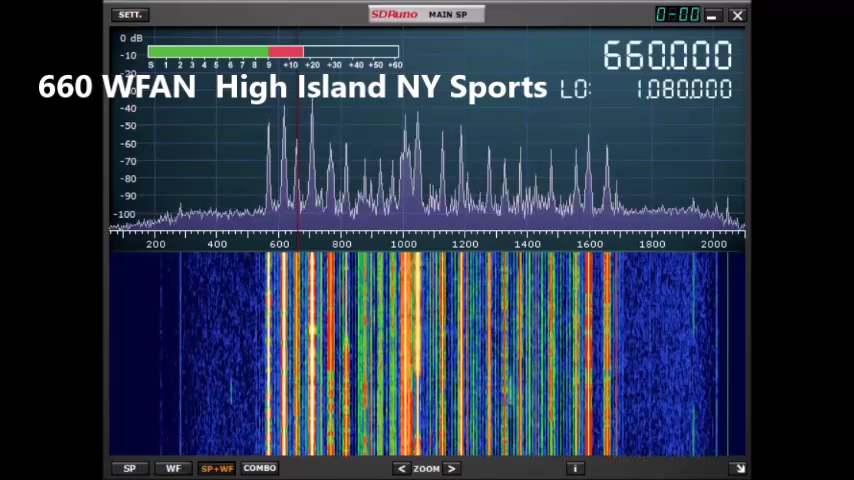 SETT.
SDRuno MAIN SP
0-00
0 dB
-10
-20
-30
-40
-50
-60
-70
-80
-90
-100
S 1 2 3 4 5 6 7 8 9 +10 +20 +30 +40 +50 +60
660.000
LO: 1,080,000
660 WFAN High Island NY Sports
200 400 600 800 1000 1200 1400 1600 1800 2000
SP WF SP+WF COMBO < ZOOM > i